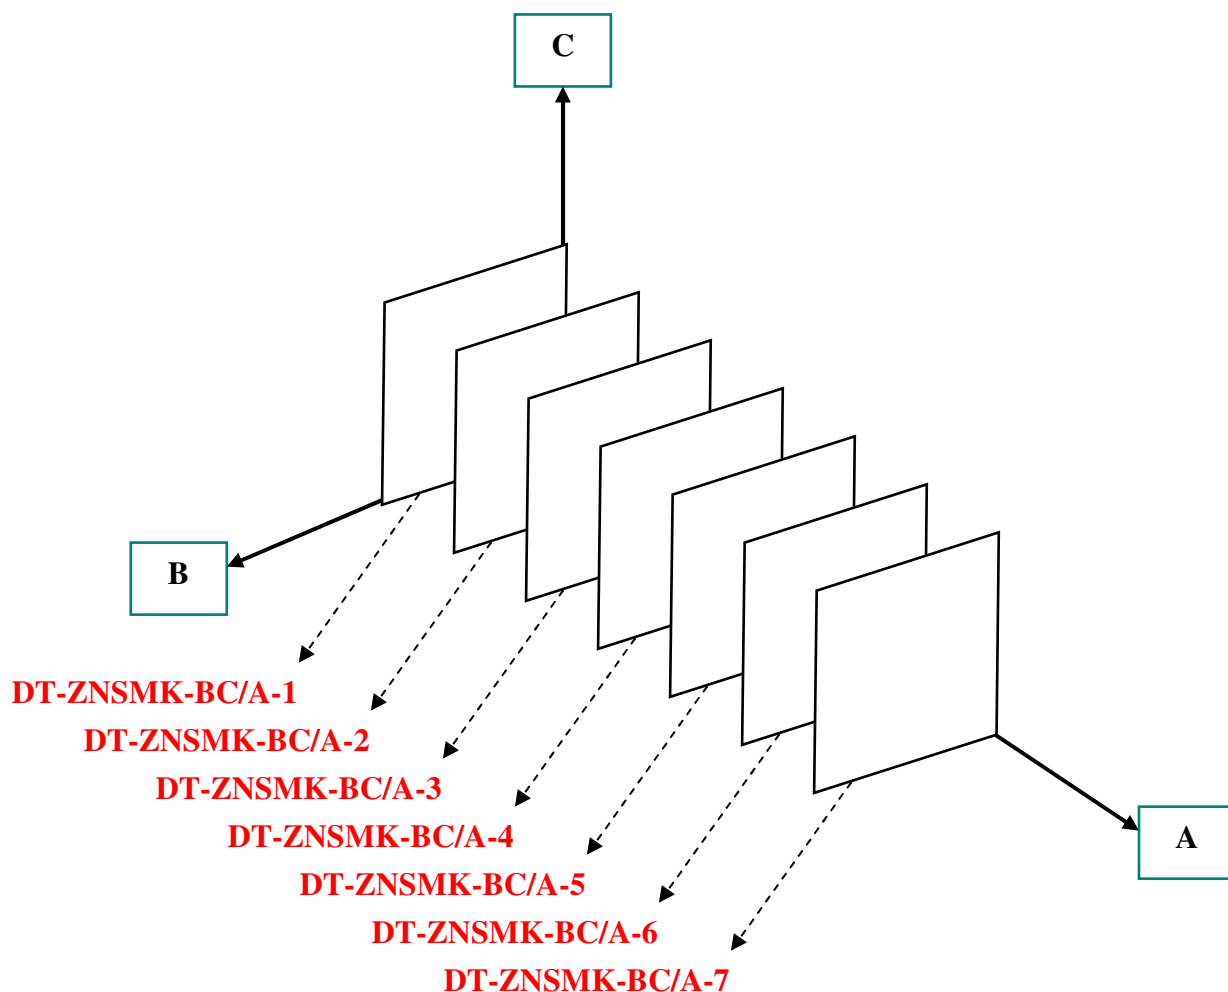 C
B
DT-ZNSMK-BC/A-1
DT-ZNSMK-BC/A-2
DT-ZNSMK-BC/A-3
A
DT-ZNSMK-BC/A-4
DT-ZNSMK-BC/A-5
DT-ZNSMK-BC/A-6
DT-ZNSMK-BC/A-7